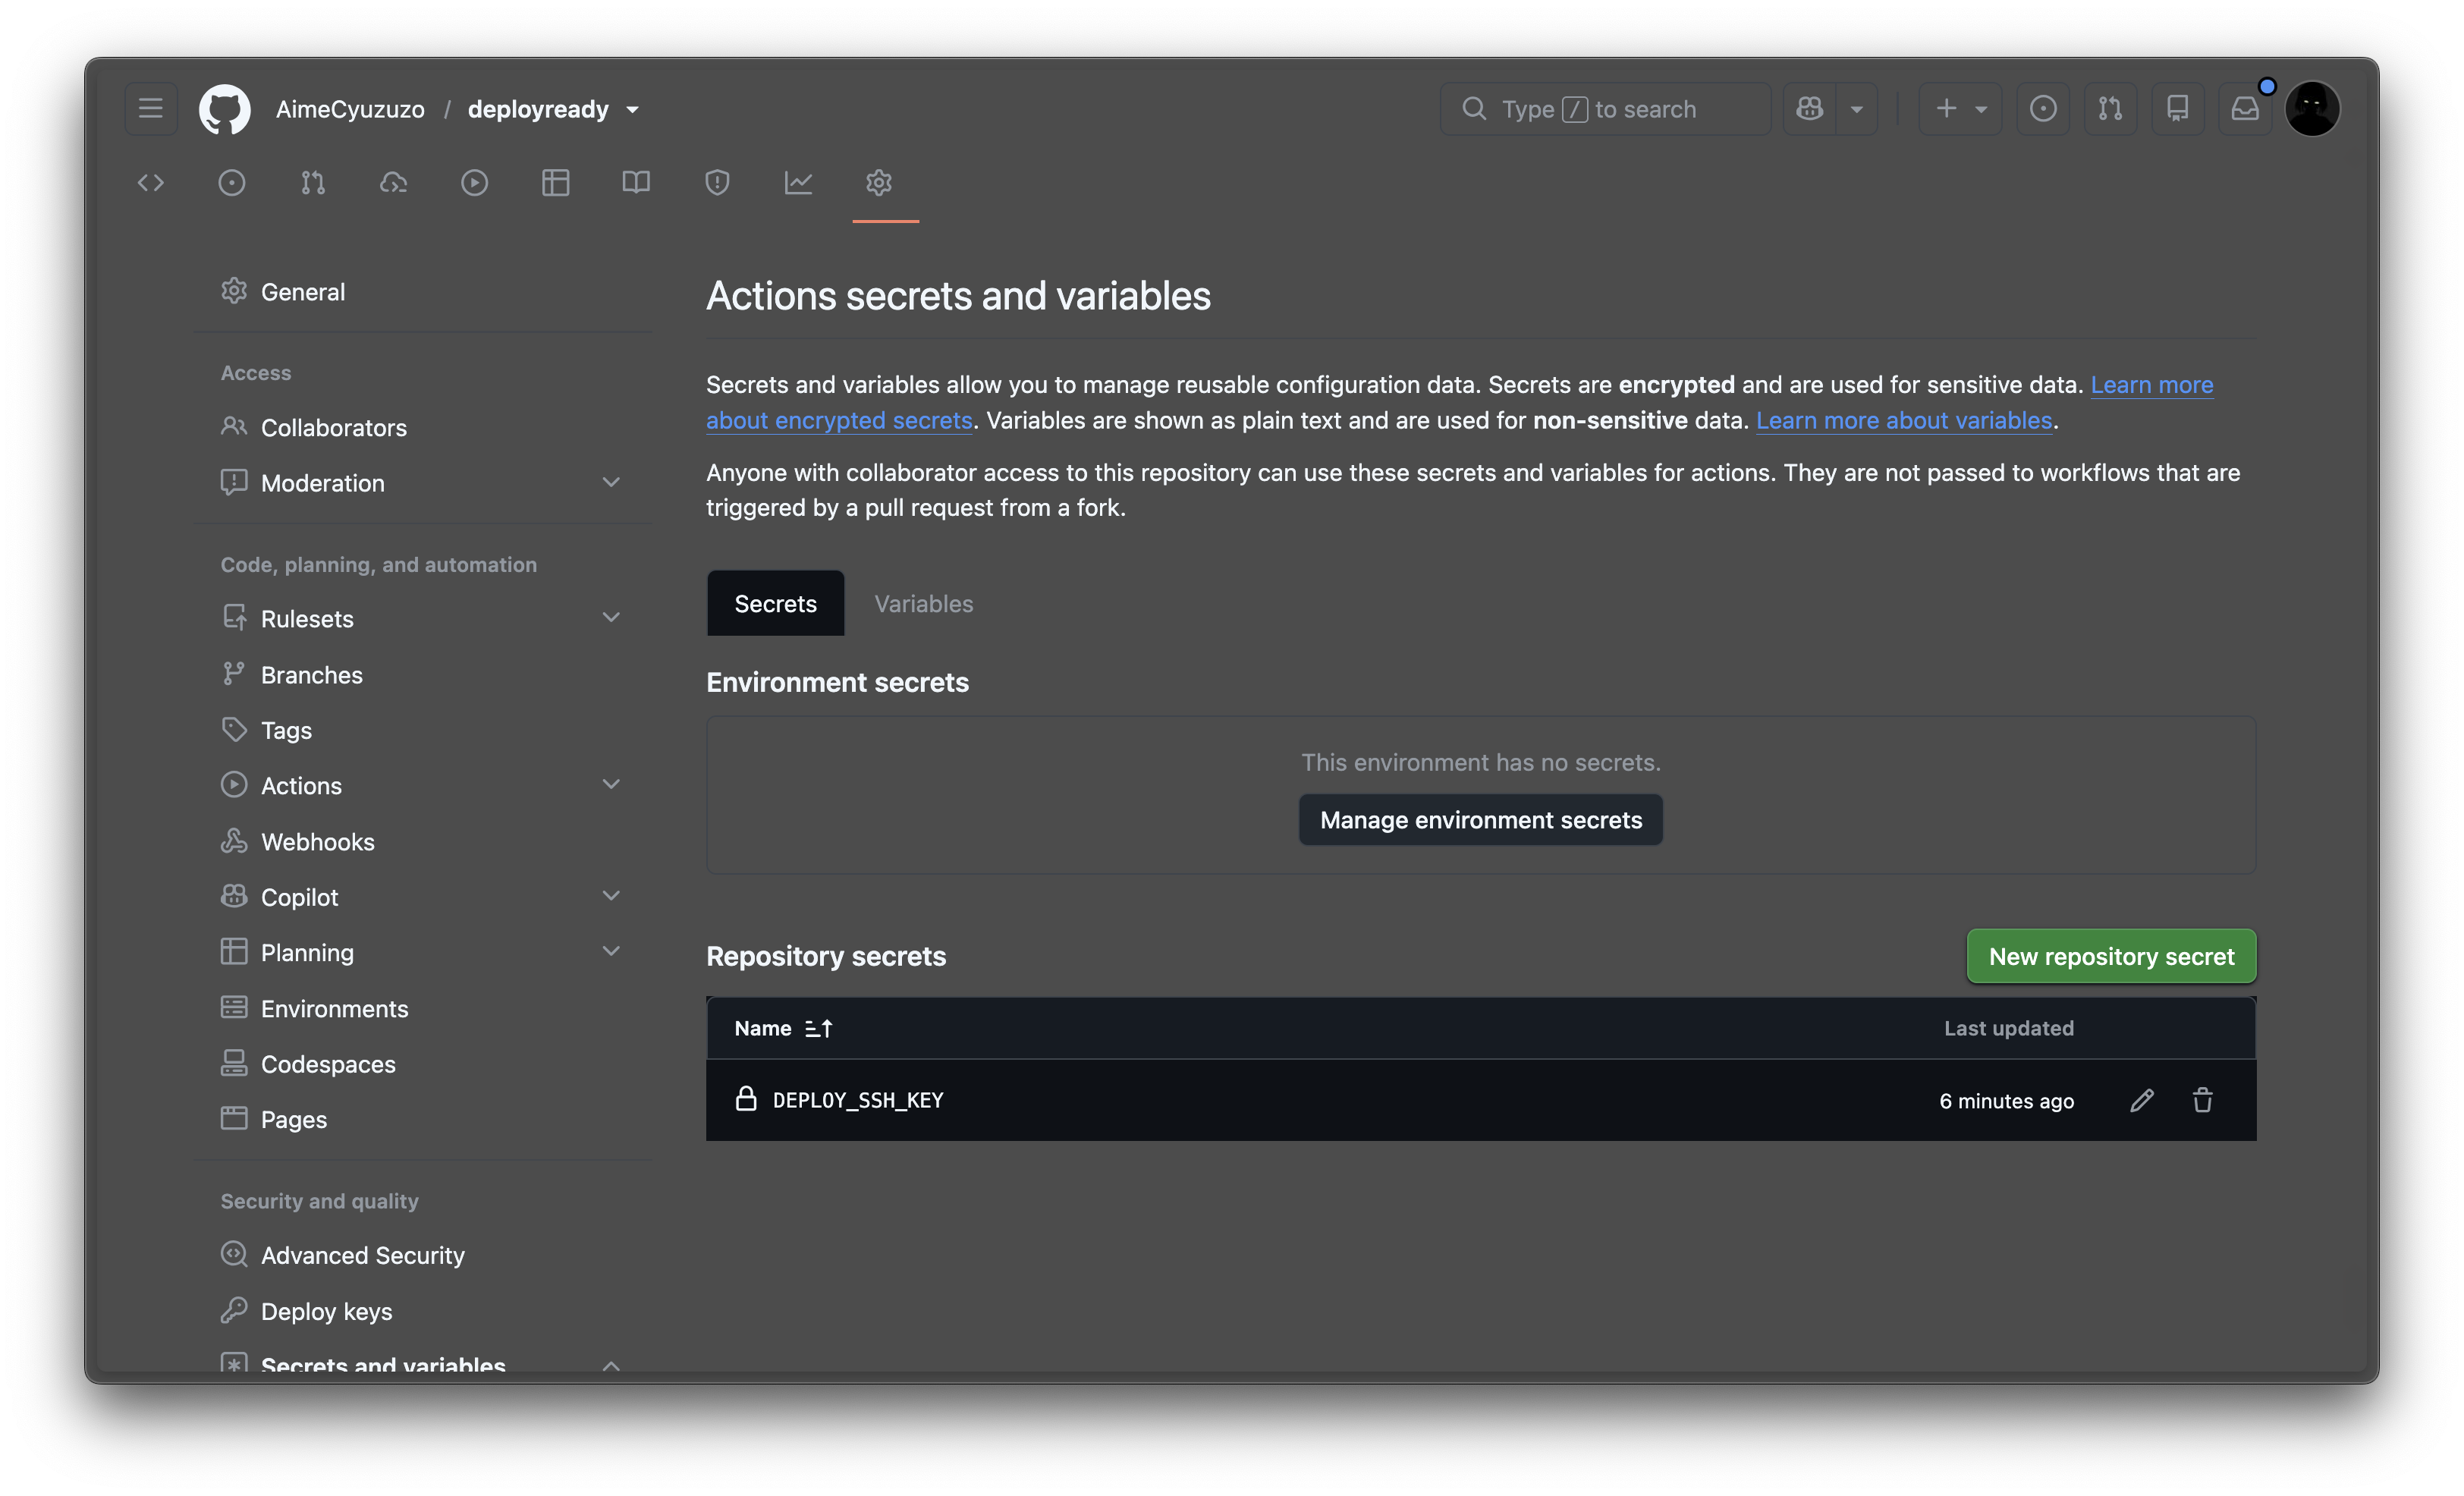 AimeCyuzuzo / deployready
Type / to search
General
Access
Collaborators
Moderation
Code, planning, and automation
Rulesets
Branches
Tags
Actions
Webhooks
Copilot
Planning
Environments
Codespaces
Pages
Security and quality
Advanced Security
Deploy keys
Secrets and variables
Actions secrets and variables
Secrets and variables allow you to manage reusable configuration data. Secrets are encrypted and are used for sensitive data. Learn more
about encrypted secrets. Variables are shown as plain text and are used for non-sensitive data. Learn more about variables.
Anyone with collaborator access to this repository can use these secrets and variables for actions. They are not passed to workflows that are
triggered by a pull request from a fork.
Secrets Variables
Environment secrets
This environment has no secrets.
Manage environment secrets
Repository secrets New repository secret
Name Last updated
DEPLOY_SSH_KEY 6 minutes ago